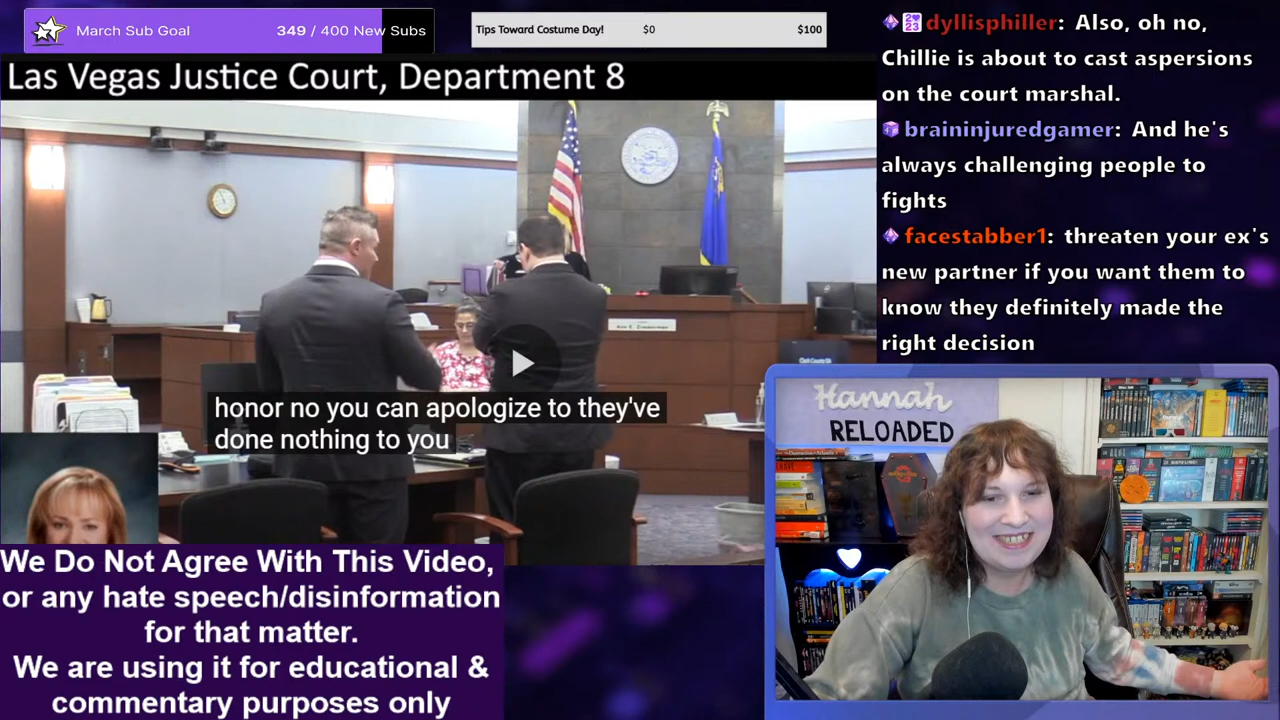 March Sub Goal 349 / 400 New Subs
Tips Toward Costume Day! $0 $100
Las Vegas Justice Court, Department 8
honor no you can apologize to they've
done nothing to you
We Do Not Agree With This Video,
or any hate speech/disinformation
for that matter.
We are using it for educational &
commentary purposes only
dyllisphiller: Also, oh no,
Chillie is about to cast aspersions
on the court marshal.
braininjuredgamer: And he's
always challenging people to
fights
facestabber1: threaten your ex's
new partner if you want them to
know they definitely made the
right decision
Hannah
RELOADED